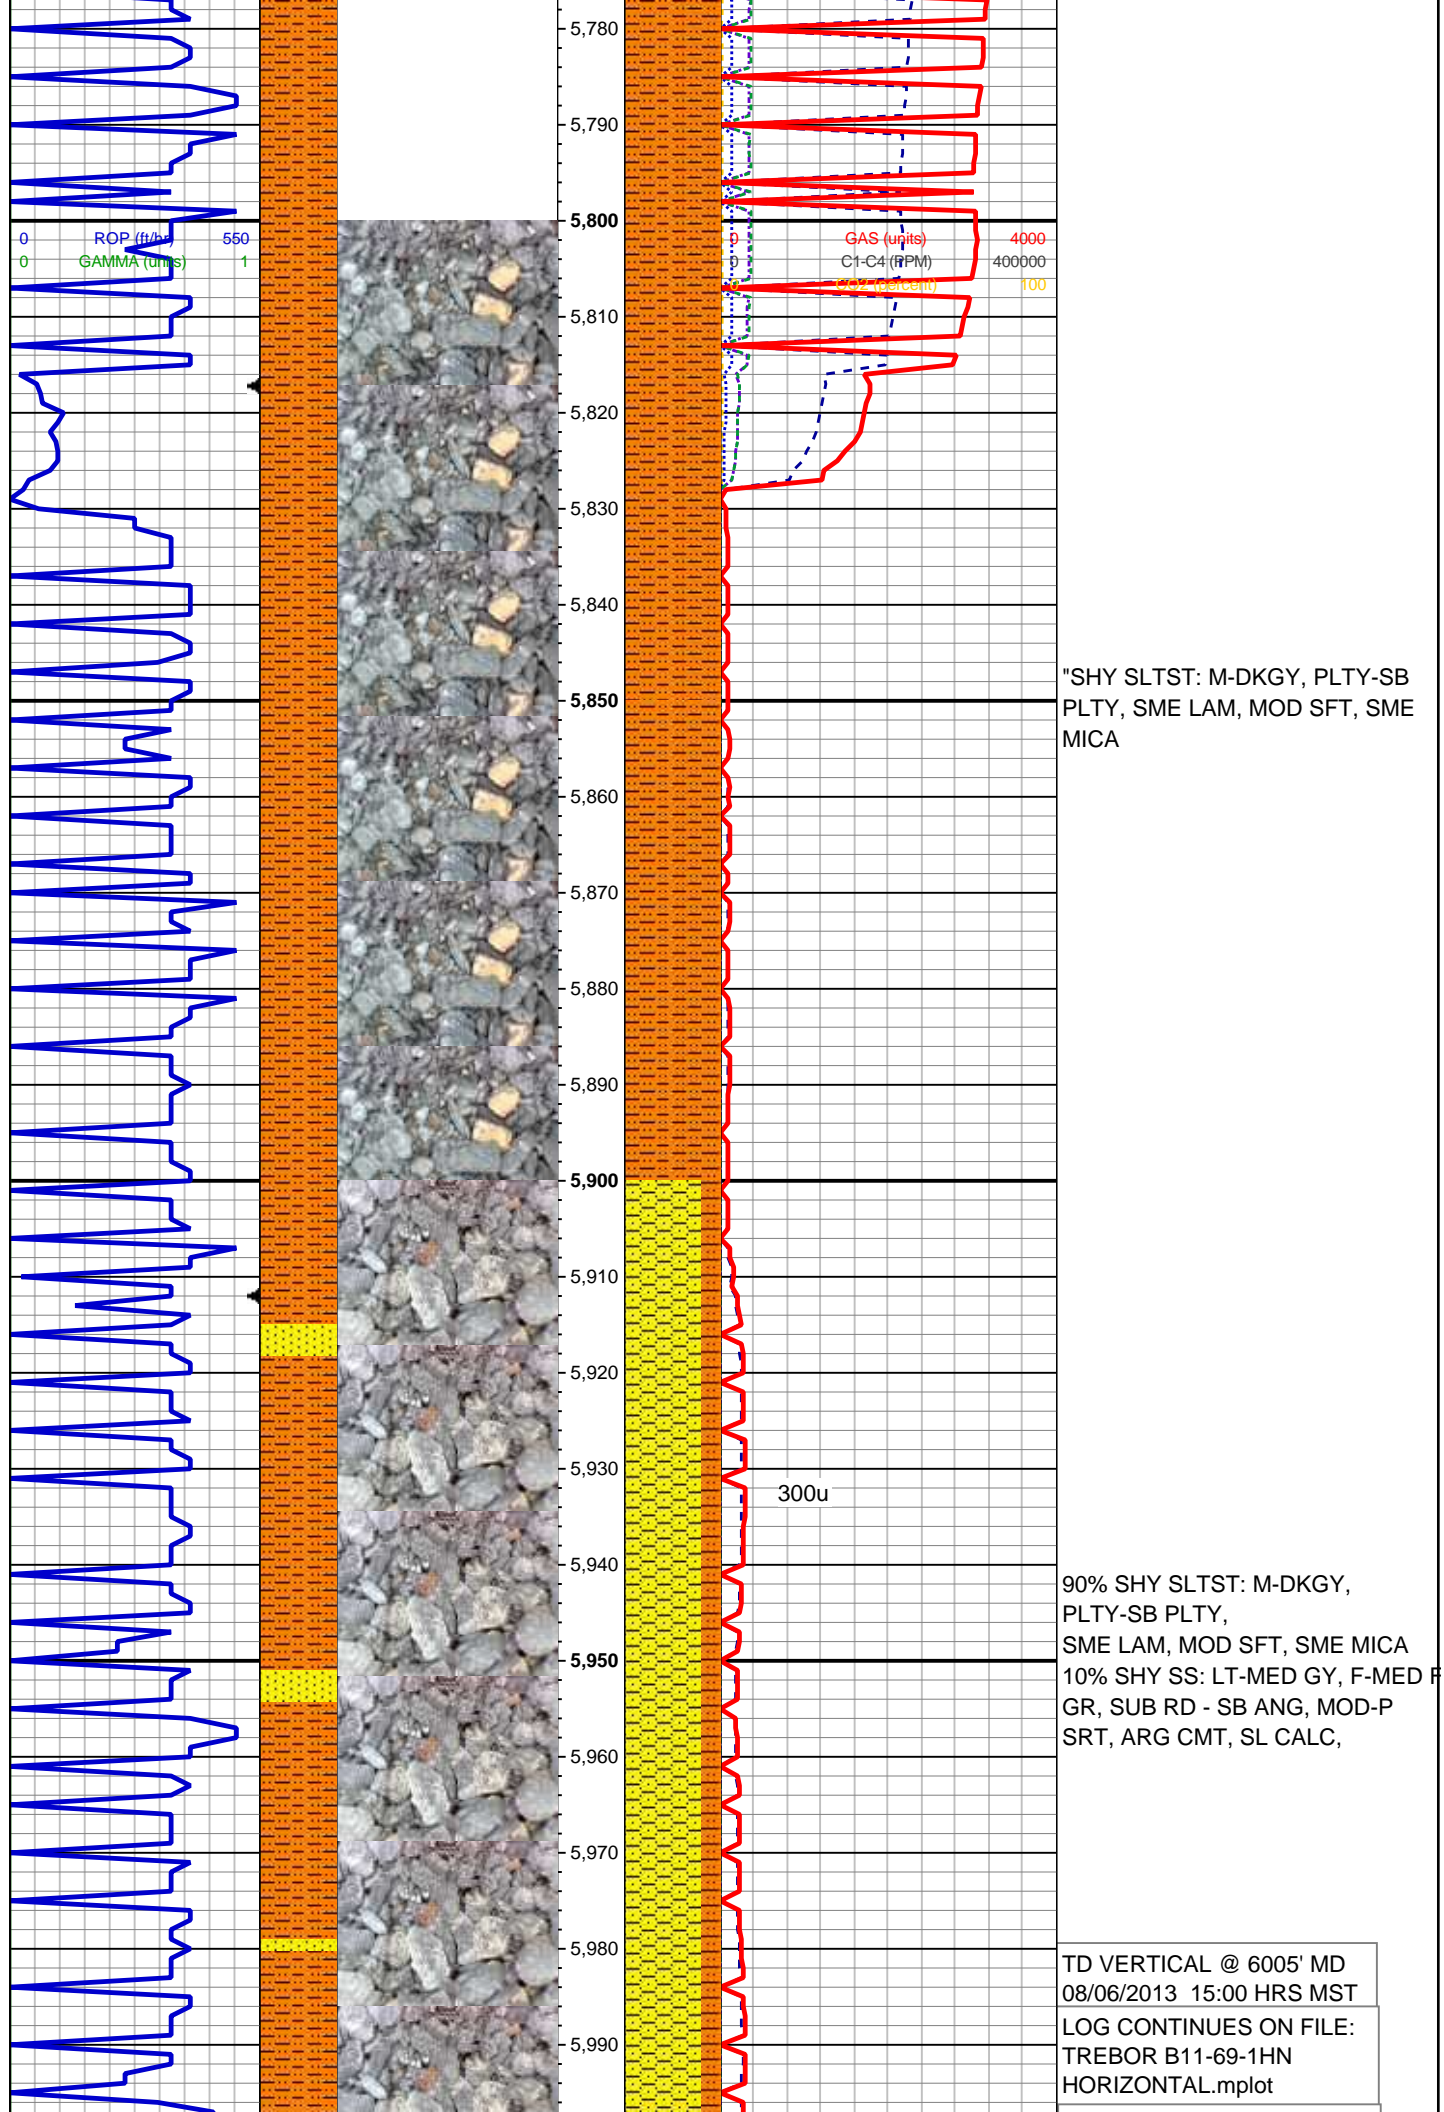 5,780
5,790
5,800
0 ROP (ft/hr) 550
0 GAMMA (units) 1
0 GAS (units) 4000
0 C1-C4 (PPM) 400000
0 CO2 (percent) 100
5,810
5,820
5,830
5,840
5,850
"SHY SLTST: M-DKGY, PLTY-SB
PLTY, SME LAM, MOD SFT, SME
MICA
5,860
5,870
5,880
5,890
5,900
5,910
5,920
5,930
300u
5,940
90% SHY SLTST: M-DKGY,
PLTY-SB PLTY,
SME LAM, MOD SFT, SME MICA
5,950
10% SHY SS: LT-MED GY, F-MED F
GR, SUB RD - SB ANG, MOD-P
SRT, ARG CMT, SL CALC,
5,960
5,970
5,980
TD VERTICAL @ 6005' MD
08/06/2013 15:00 HRS MST
LOG CONTINUES ON FILE:
5,990
TREBOR B11-69-1HN
HORIZONTAL.mplot